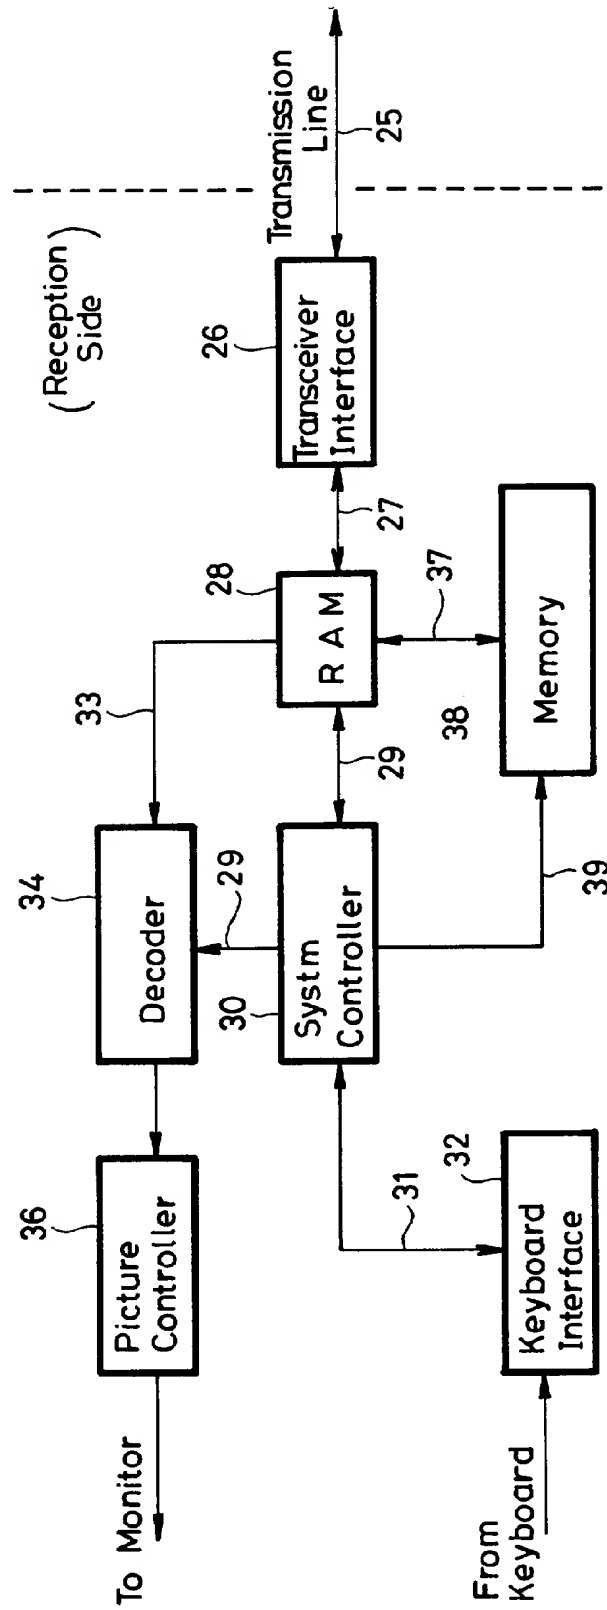 ( Reception
Side )
Transmission
Line
25
26
Transceiver
Interface
27
28
RAM
29
37
38
Memory
39
33
34
Decoder
29
30
Systm
Controller
31
32
Keyboard
Interface
From
Keyboard
36
Picture
Controller
To Monitor